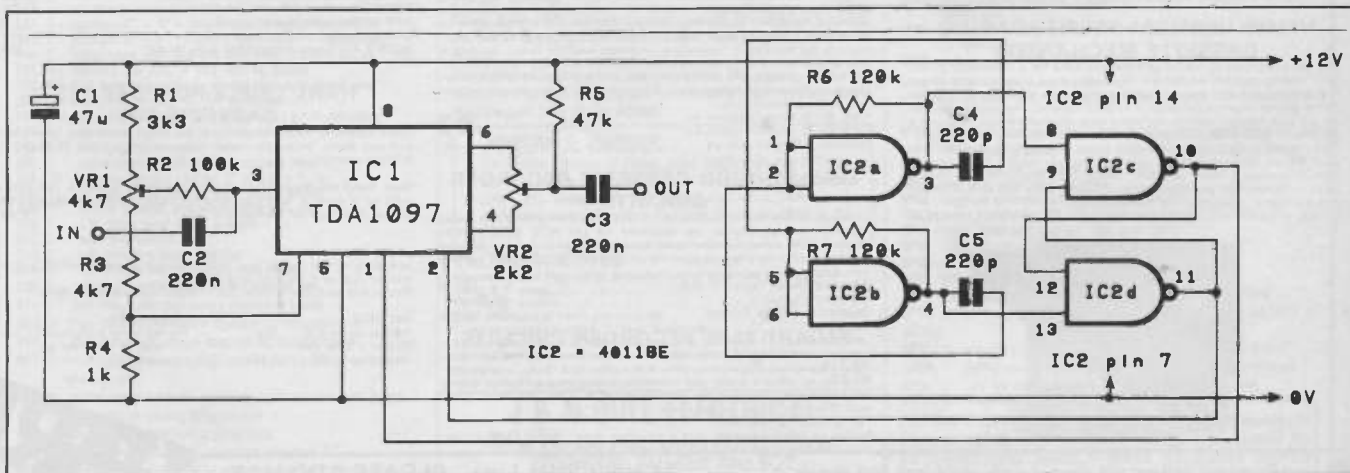 C1
47u
+
R1
3k3
R2 100k
VR1
4k7
IN
C2
220n
R3
4k7
R4
1k
8
3
IC1
TDA1097
6
4
7
5
1
2
R5
47k
OUT
C3
220n
VR2
2k2
IC2 = 4011BE
R6 120k
1
2
IC2a
3
C4
220p
R7 120k
5
6
IC2b
4
C5
220p
+12V
IC2 pin 14
8
9
IC2c
10
12
13
IC2d
11
IC2 pin 7
0V